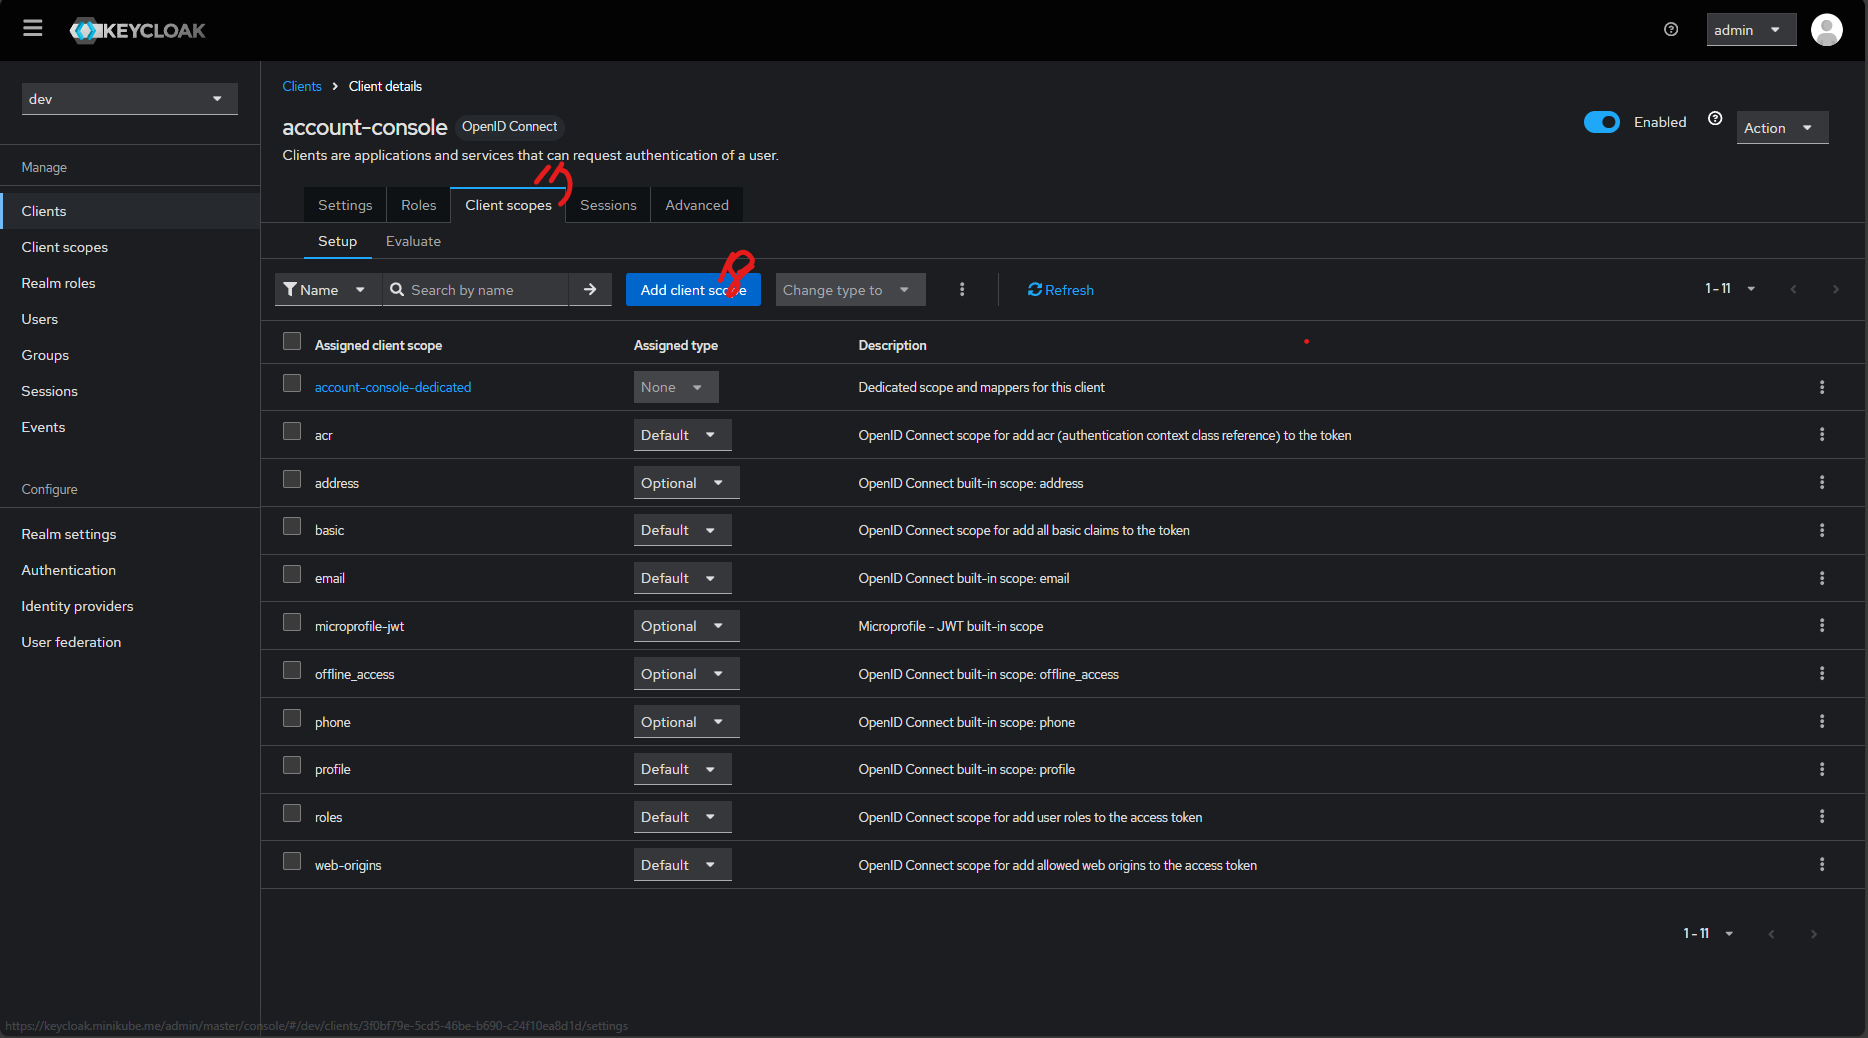 KEYCLOAK
admin
dev
Clients
Client details
account-console
OpenID Connect
Enabled
Action
Clients are applications and services that can request authentication of a user.
Manage
Clients
Client scopes
Realm roles
Users
Groups
Sessions
Events
Configure
Realm settings
Authentication
Identity providers
User federation
Settings
Roles
Client scopes
Sessions
Advanced
Setup
Evaluate
Name
Search by name
Add client scope
Change type to
Refresh
1 - 11
Assigned client scope
Assigned type
Description
account-console-dedicated
None
Dedicated scope and mappers for this client
acr
Default
OpenID Connect scope for add acr (authentication context class reference) to the token
address
Optional
OpenID Connect built-in scope: address
basic
Default
OpenID Connect scope for add all basic claims to the token
email
Default
OpenID Connect built-in scope: email
microprofile-jwt
Optional
Microprofile - JWT built-in scope
offline_access
Optional
OpenID Connect built-in scope: offline_access
phone
Optional
OpenID Connect built-in scope: phone
profile
Default
OpenID Connect built-in scope: profile
roles
Default
OpenID Connect scope for add user roles to the access token
web-origins
Default
OpenID Connect scope for add allowed web origins to the access token
1 - 11
https://keycloak.minikube.me/admin/master/console/#/dev/clients/3f0bf79e-5cd5-46be-b690-c24f10ea8d1d/settings